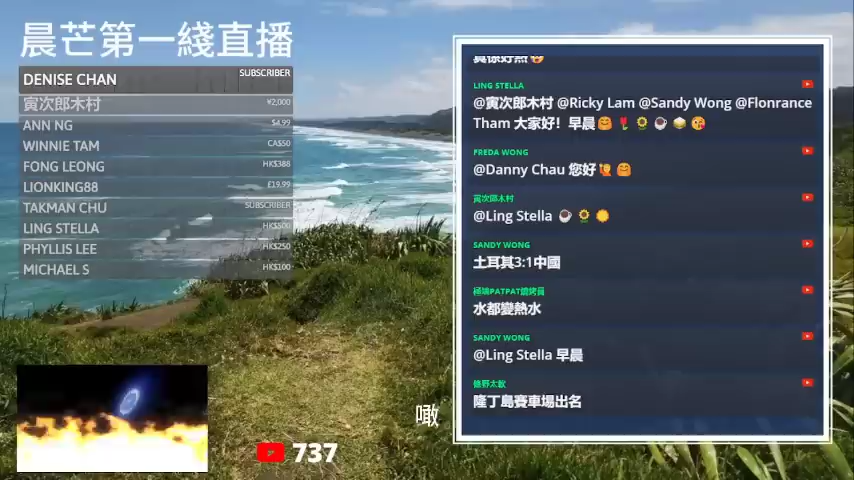 晨芒第一綫直播
DENISE CHAN SUBSCRIBER
寅次郎木村 ¥2,000
ANN NG $4.99
WINNIE TAM CA$50
FONG LEONG HK$388
LIONKING88 £19.99
TAKMAN CHU SUBSCRIBER
LING STELLA HK$500
PHYLLIS LEE HK$250
MICHAEL S HK$100
LING STELLA
@寅次郎木村 @Ricky Lam @Sandy Wong @Flonrance
Tham 大家好！早晨🤗🌷🌻☕🍚😘
FREDA WONG
@Danny Chau 您好🙋🤗
寅次郎木村
@Ling Stella ☕🌻🌞
SANDY WONG
土耳其3:1中國
水都變熱水
SANDY WONG
@Ling Stella 早晨
隆丁島賽車場出名
噉
737